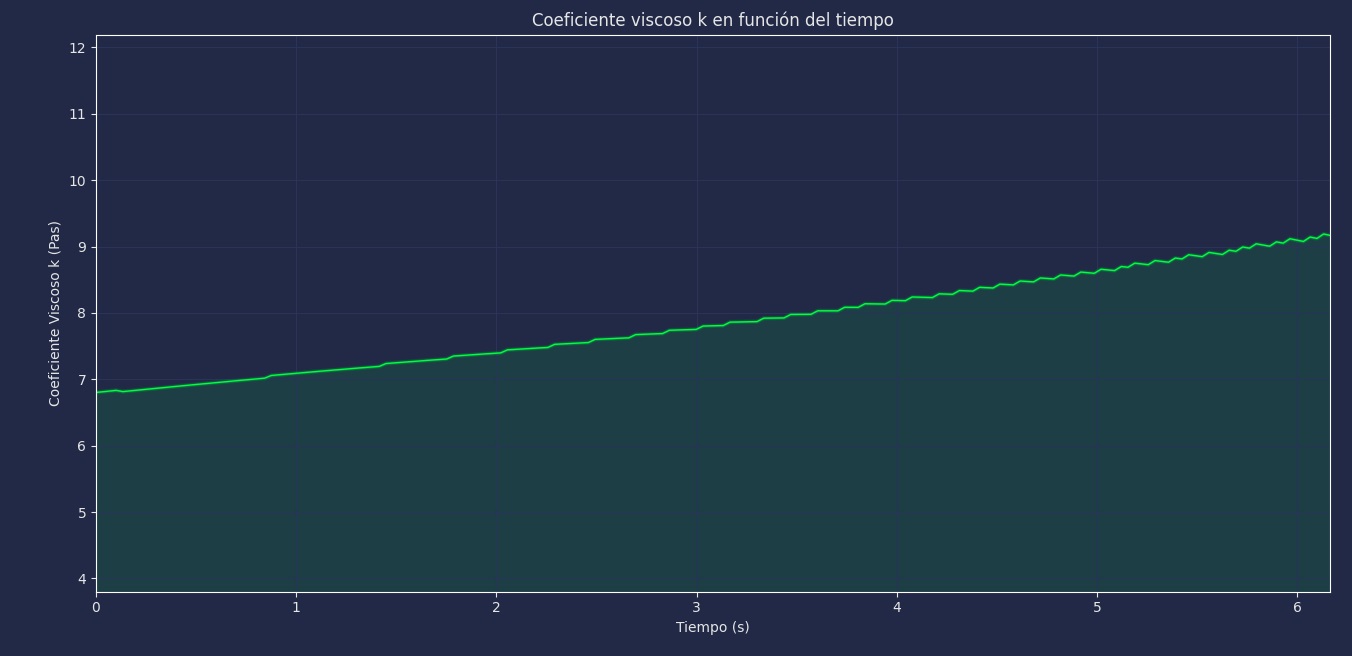 Coeficiente viscoso k en función del tiempo
12
11
10
9
8
7
6
5
4
Coeficiente Viscoso k (Pas)
0 1 2 3 4 5 6
Tiempo (s)